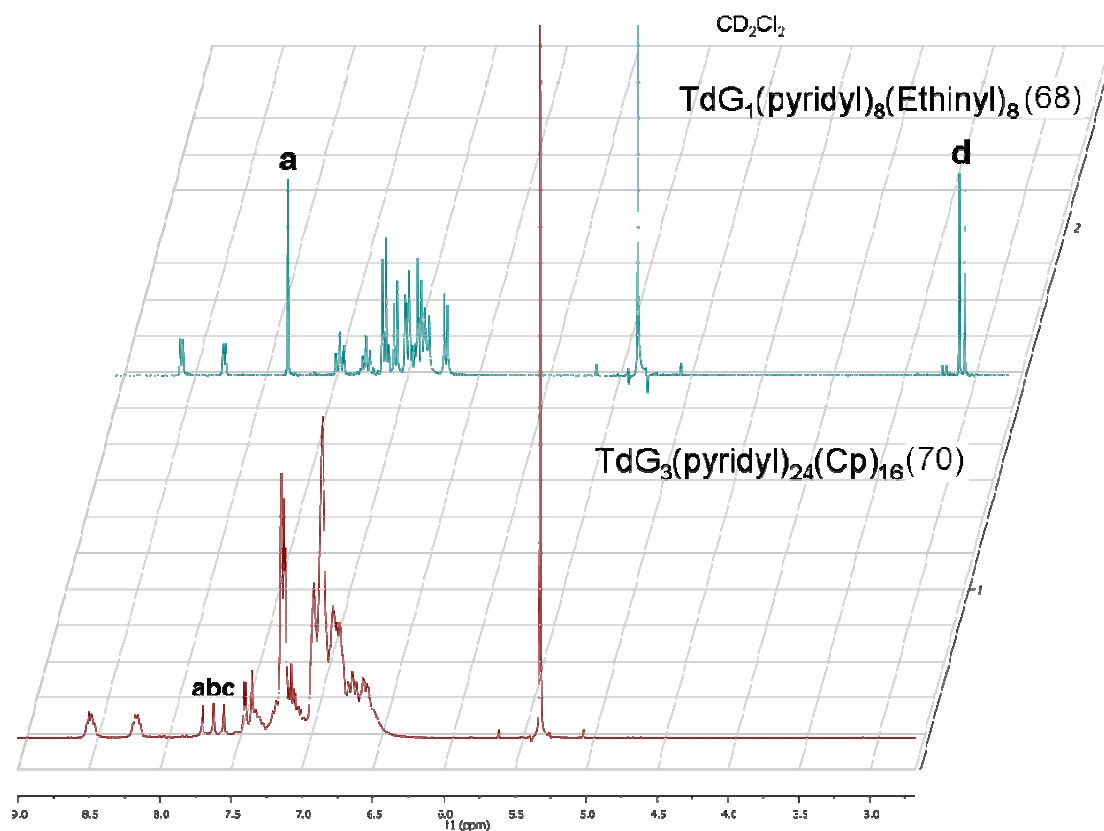 CD₂Cl₂
TdG₁(pyridyl)₈(Ethinyl)₈(68)
a
d
2
TdG₃(pyridyl)₂₄(Cp)₁₆(70)
1
abc
9.0 8.5 8.0 7.5 7.0 6.5 6.0 5.5 5.0 4.5 4.0 3.5 3.0
f1 (ppm)